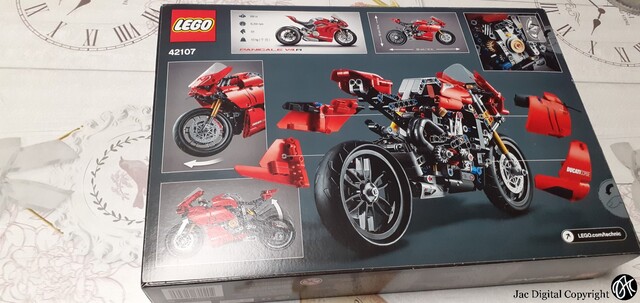 LEGO
42107
PANIGALE V4 R
DUCATI CORSE
LEGO.com/technic
Jac Digital Copyright